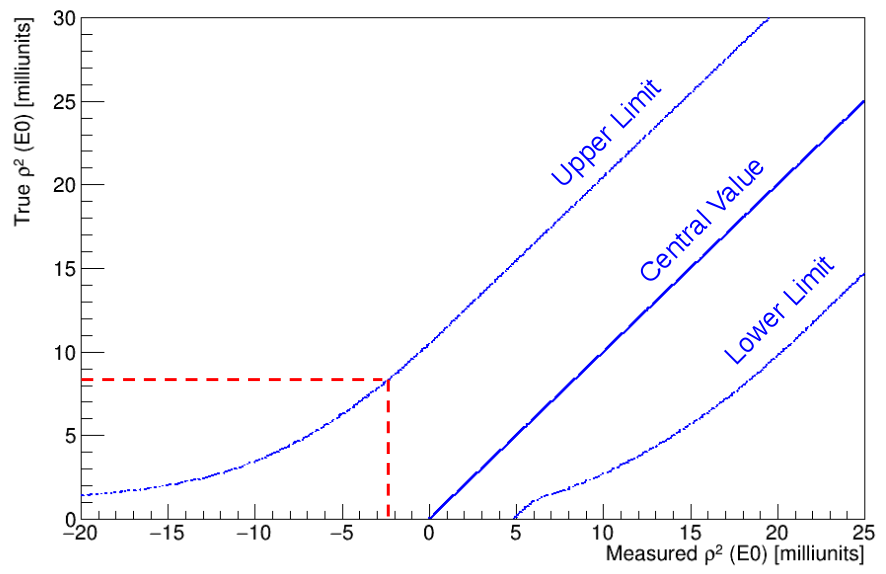 True ρ² (E0) [milliunits]
30
25
20
15
10
5
0
Upper Limit
Central Value
Lower Limit
−20 −15 −10 −5 0 5 10 15 20 25
Measured ρ² (E0) [milliunits]